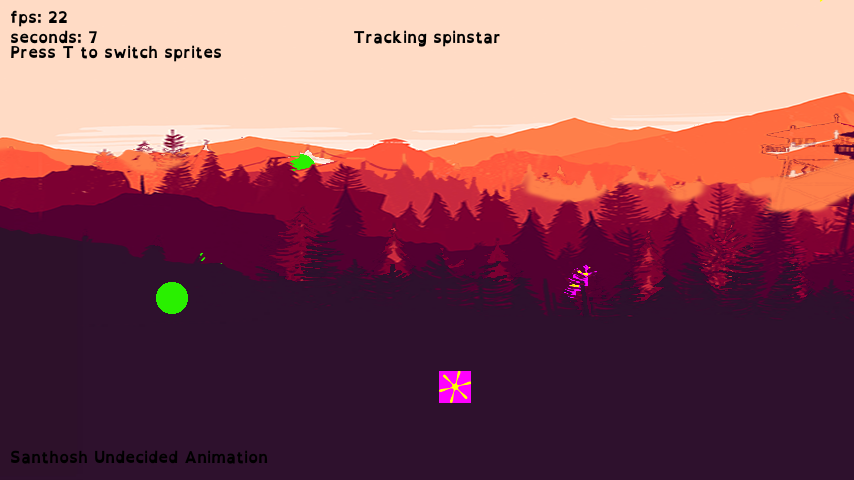 fps: 22
seconds: 7
Tracking spinstar
Press T to switch sprites
Santhosh Undecided Animation